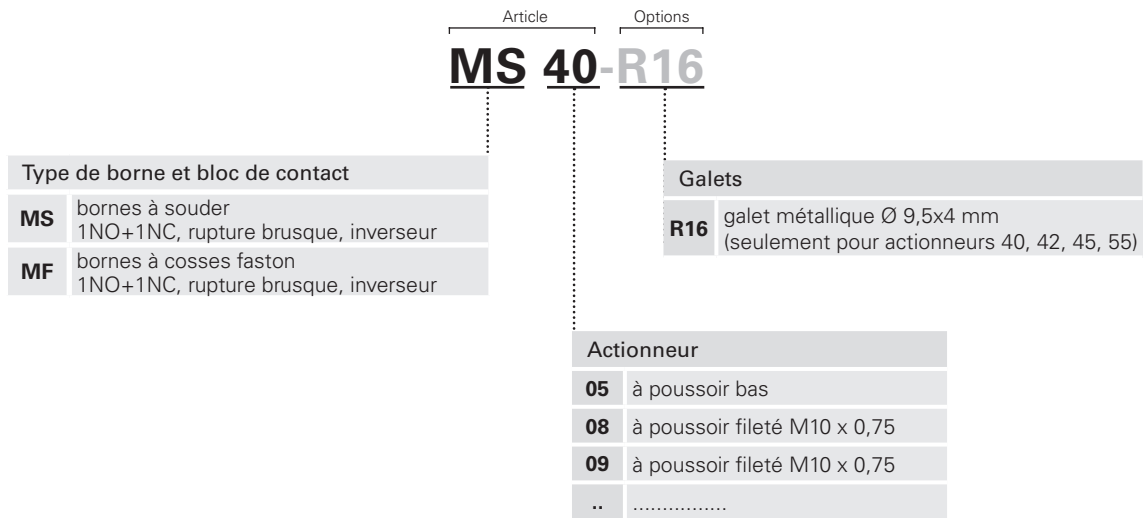 Article Options
MS 40-R16
Type de borne et bloc de contact
MS bornes à souder
1NO+1NC, rupture brusque, inverseur
MF bornes à cosses faston
1NO+1NC, rupture brusque, inverseur
Galets
R16 galet métallique Ø 9,5x4 mm
(seulement pour actionneurs 40, 42, 45, 55)
Actionneur
05 à poussoir bas
08 à poussoir fileté M10 x 0,75
09 à poussoir fileté M10 x 0,75
.. ................